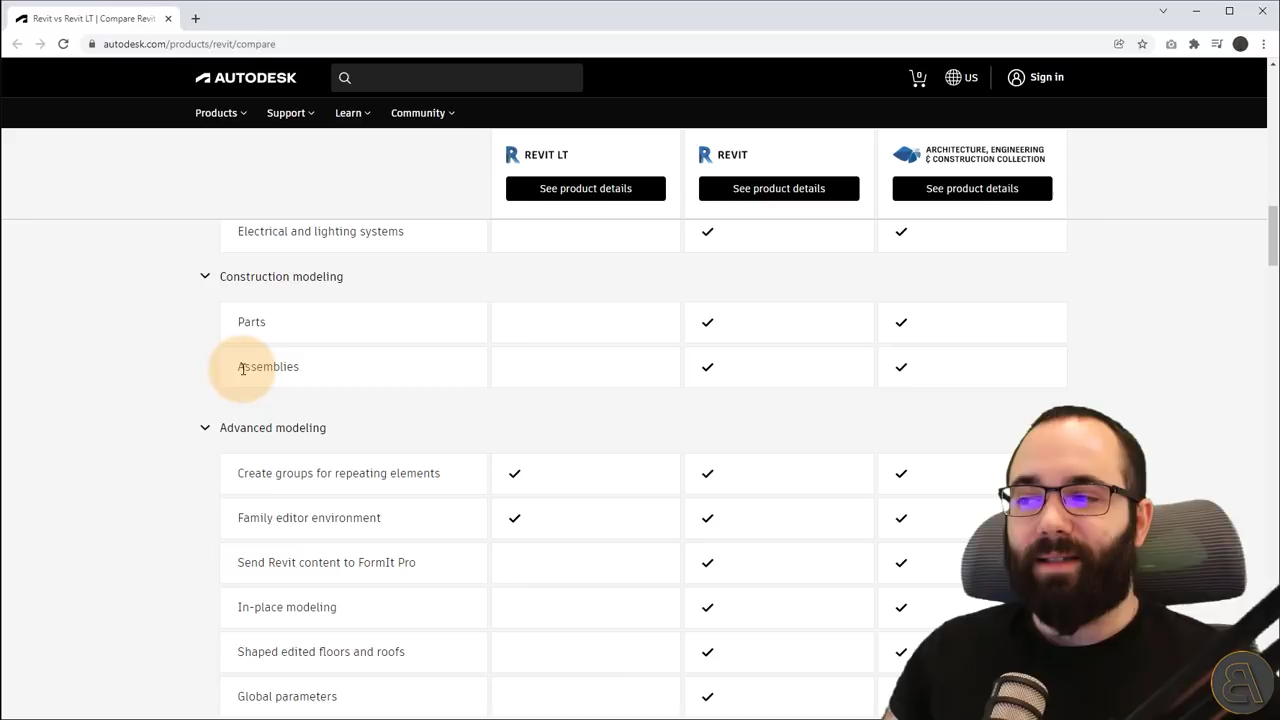 Revit vs Revit LT | Compare Revit
autodesk.com/products/revit/compare
AUTODESK
0
US
Sign in
Products
Support
Learn
Community
REVIT LT
REVIT
ARCHITECTURE, ENGINEERING
& CONSTRUCTION COLLECTION
See product details
See product details
See product details
Electrical and lighting systems
Construction modeling
Parts
Assemblies
Advanced modeling
Create groups for repeating elements
Family editor environment
Send Revit content to FormIt Pro
In-place modeling
Shaped edited floors and roofs
Global parameters